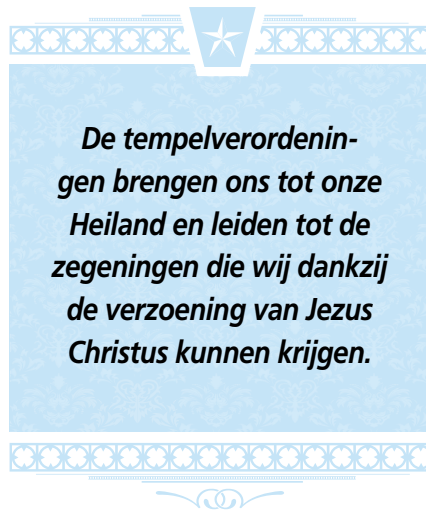 De tempelverordenin-
gen brengen ons tot onze
Heiland en leiden tot de
zegeningen die wij dankzij
de verzoening van Jezus
Christus kunnen krijgen.